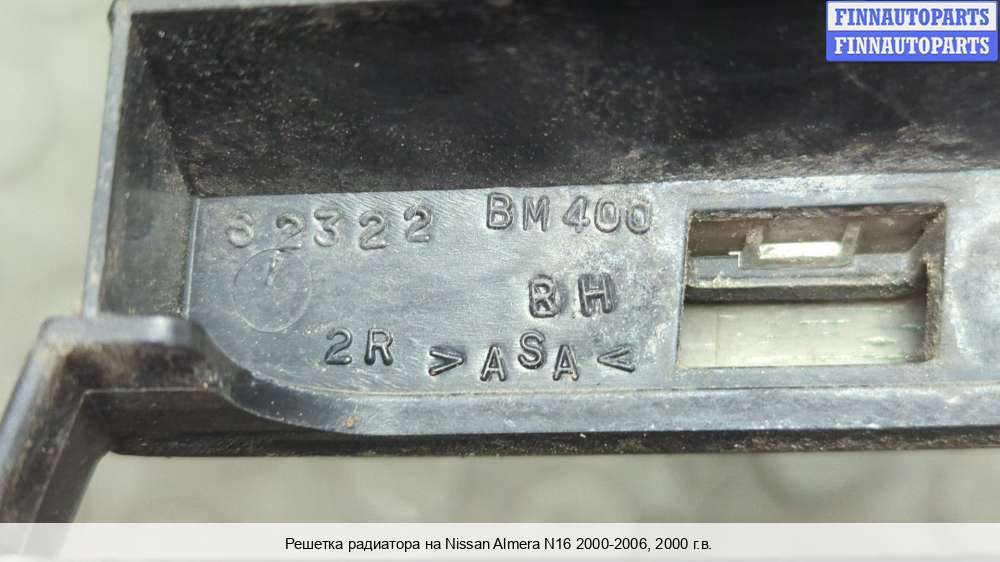 FINNAUTOPARTS
FINNAUTOPARTS
62322 BM400
RH
2R >ASA<
Решетка радиатора на Nissan Almera N16 2000-2006, 2000 г.в.